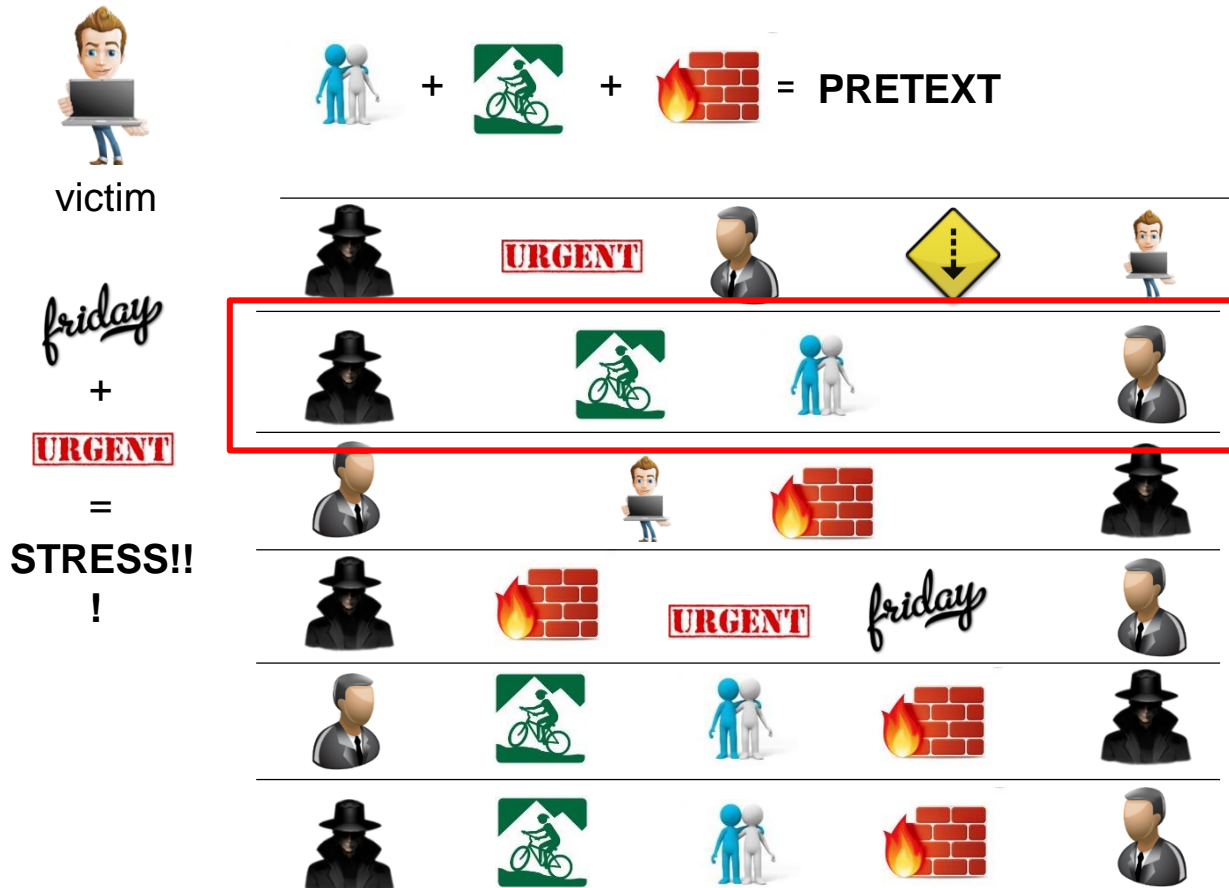 + + = PRETEXT
victim
URGENT
friday
+
URGENT
=
STRESS!!
!
URGENT friday